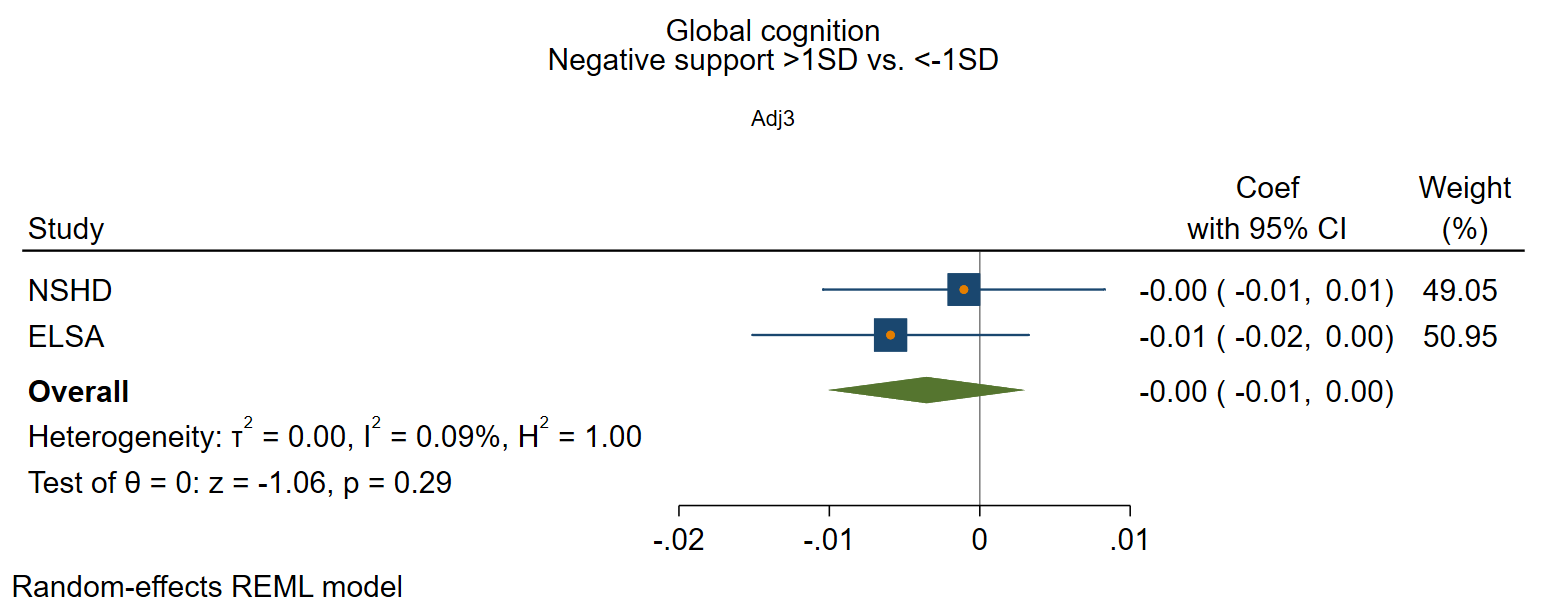 Global cognition
Negative support >1SD vs. <-1SD
Adj3
Coef Weight
Study with 95% CI (%)
NSHD -0.00 ( -0.01, 0.01) 49.05
ELSA -0.01 ( -0.02, 0.00) 50.95
Overall -0.00 ( -0.01, 0.00)
Heterogeneity: τ² = 0.00, I² = 0.09%, H² = 1.00
Test of θ = 0: z = -1.06, p = 0.29
-.02 -.01 0 .01
Random-effects REML model